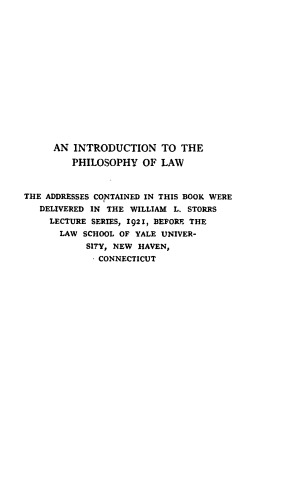 AN INTRODUCTION TO THE
PHILOSOPHY OF LAW
THE ADDRESSES CONTAINED IN THIS BOOK WERE
DELIVERED IN THE WILLIAM L. STORRS
LECTURE SERIES, 1921, BEFORE THE
LAW SCHOOL OF YALE UNIVER-
SITY, NEW HAVEN,
CONNECTICUT